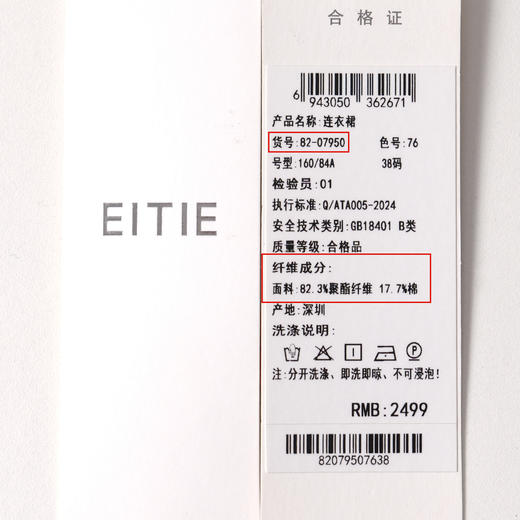 合格证
6 943050 362671
产品名称:连衣裙
货号:82-07950 色号:76
号型:160/84A 38码
检验员:01
执行标准:Q/ATA005-2024
安全技术类别:GB18401 B类
质量等级:合格品
纤维成分:
面料:82.3%聚酯纤维 17.7%棉
产地:深圳
洗涤说明:
注:分开洗涤、即洗即晾、不可浸泡!
RMB:2499
82079507638
EITIE